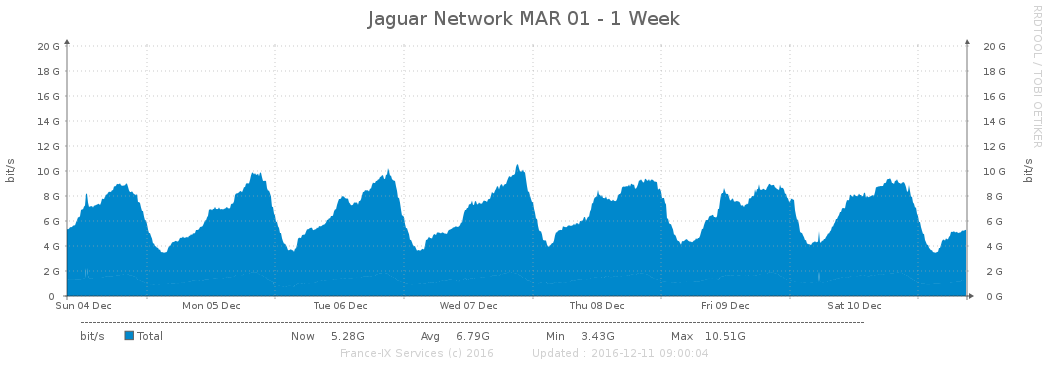 Jaguar Network MAR 01 - 1 Week
RRDTOOL / TOBI OETIKER
bit/s
20 G 20 G
18 G 18 G
16 G 16 G
14 G 14 G
12 G 12 G
10 G 10 G
8 G 8 G
6 G 6 G
4 G 4 G
2 G 2 G
0 0 G
bit/s
Sun 04 Dec Mon 05 Dec Tue 06 Dec Wed 07 Dec Thu 08 Dec Fri 09 Dec Sat 10 Dec
bit/s Total Now 5.28G Avg 6.79G Min 3.43G Max 10.51G
France-IX Services (c) 2016 Updated : 2016-12-11 09:00:04